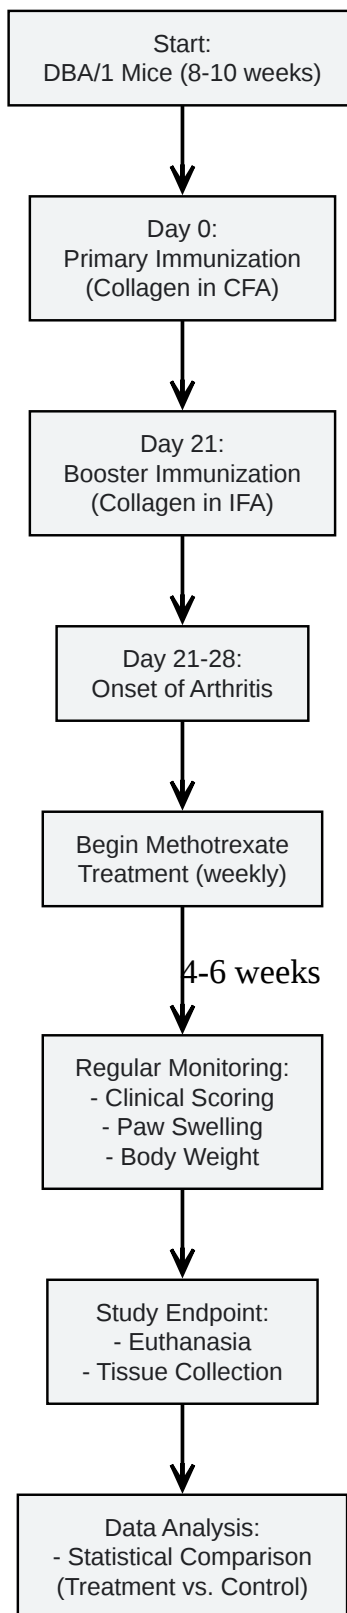 Start:
DBA/1 Mice (8-10 weeks)
Day 0:
Primary Immunization
(Collagen in CFA)
Day 21:
Booster Immunization
(Collagen in IFA)
Day 21-28:
Onset of Arthritis
Begin Methotrexate
Treatment (weekly)
4-6 weeks
Regular Monitoring:
- Clinical Scoring
- Paw Swelling
- Body Weight
Study Endpoint:
- Euthanasia
- Tissue Collection
Data Analysis:
- Statistical Comparison
(Treatment vs. Control)